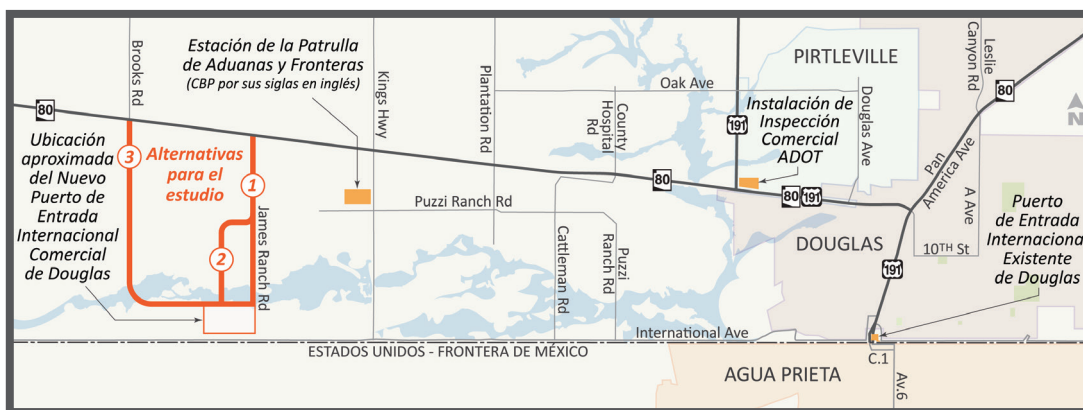 Brooks Rd
Estación de la Patrulla
de Aduanas y Fronteras
(CBP por sus siglas en inglés)
Kings Hwy
Plantation Rd
Oak Ave
County
Hospital
Rd
191
PIRTLEVILLE
Leslie
Canyon Rd
80
N
80
Ubicación
aproximada
del Nuevo
Puerto de
Entrada
Internacional
Comercial
de Douglas
3
Alternativas
para el
estudio
1
2
James Ranch Rd
Puzzi Ranch Rd
Cattleman Rd
Puzzi
Ranch Rd
80
Instalación de
Inspección
Comercial
ADOT
Douglas Ave
80
191
Pan
America Ave
A Ave
DOUGLAS
10TH St
191
Puerto
de Entrada
Internaciona
Existente
de Douglas
International Ave
ESTADOS UNIDOS - FRONTERA DE MÉXICO
C.1
Av.6
AGUA PRIETA